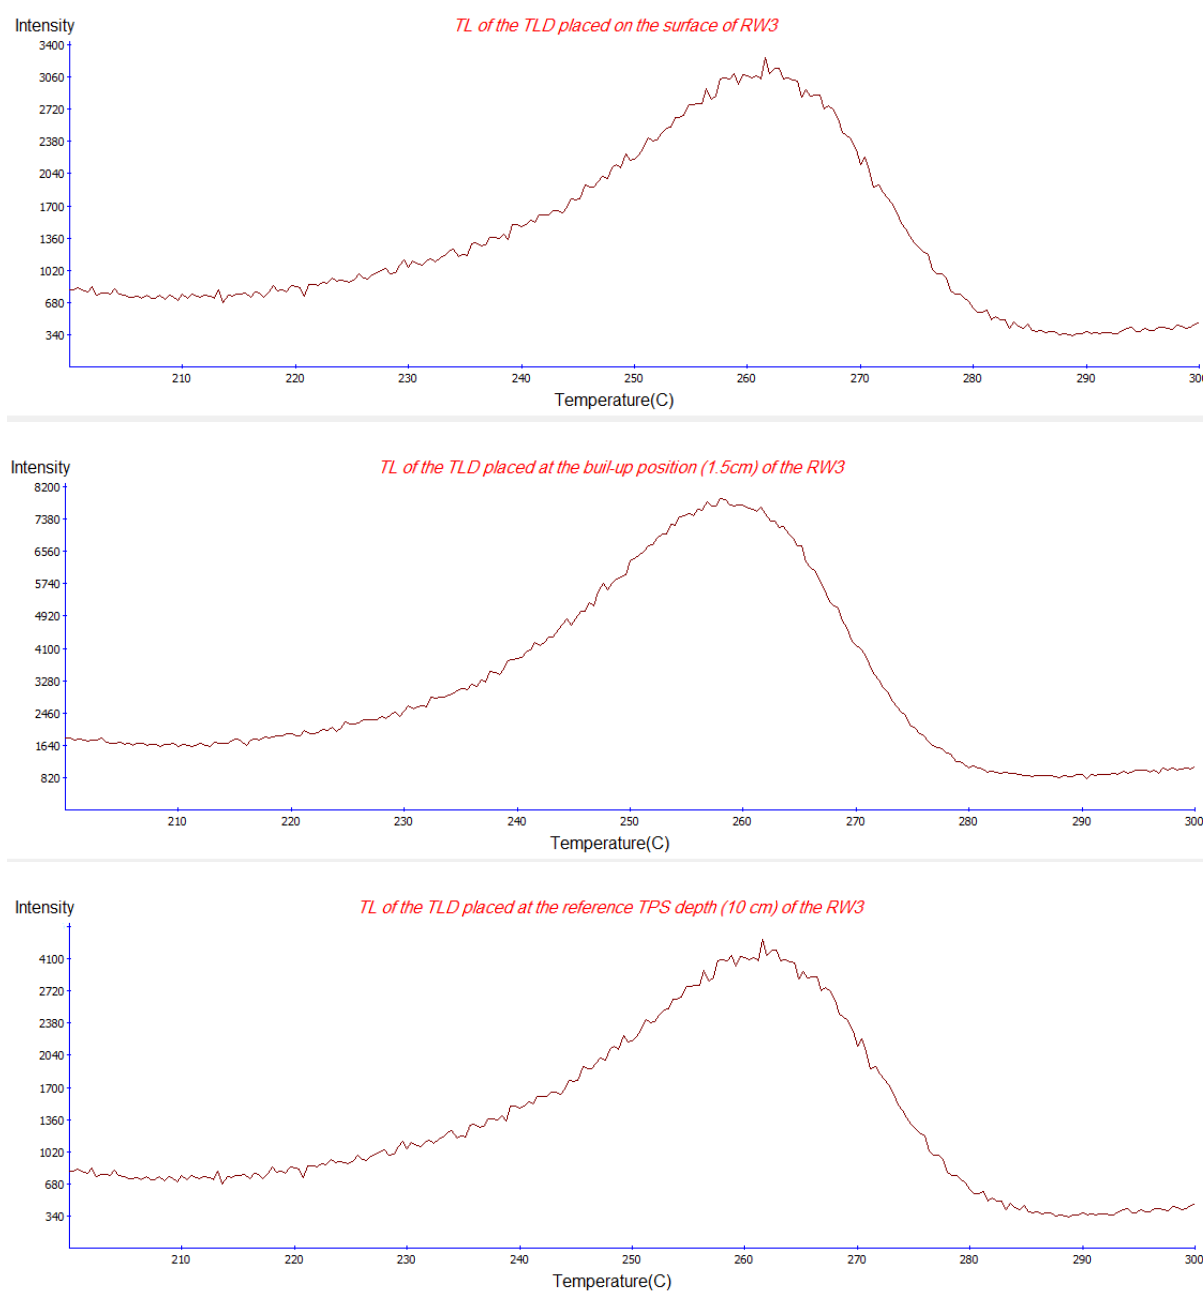 Intensity
TL of the TLD placed on the surface of RW3
3400
3060
2720
2380
2040
1700
1360
1020
680
340
210 220 230 240 250 260 270 280 290 300
Temperature(C)
Intensity
TL of the TLD placed at the buil-up position (1.5cm) of the RW3
8200
7380
6560
5740
4920
4100
3280
2460
1640
820
210 220 230 240 250 260 270 280 290 300
Temperature(C)
Intensity
TL of the TLD placed at the reference TPS depth (10 cm) of the RW3
4100
2720
2380
2040
1700
1360
1020
680
340
210 220 230 240 250 260 270 280 290 300
Temperature(C)